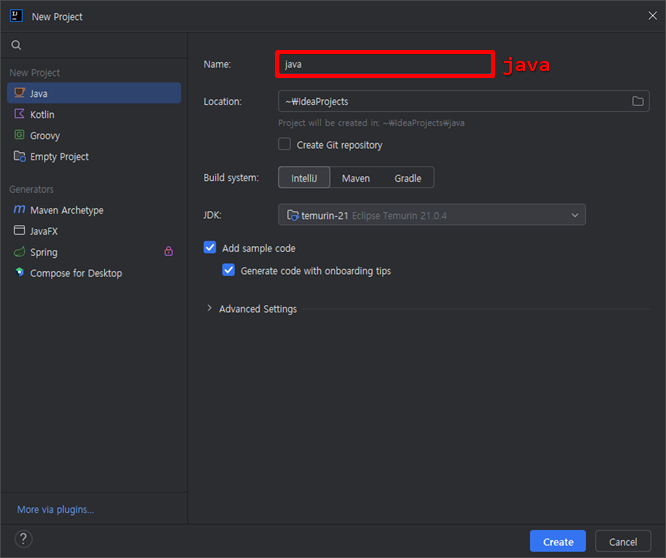 New Project
New Project
Java
Kotlin
Groovy
Empty Project
Generators
Maven Archetype
JavaFX
Spring
Compose for Desktop
More via plugins...
Name:
java
java
Location:
~₩IdeaProjects
Project will be created in: ~₩IdeaProjects₩java
Create Git repository
Build system:
IntelliJ
Maven
Gradle
JDK:
temurin-21 Eclipse Temurin 21.0.4
Add sample code
Generate code with onboarding tips
Advanced Settings
?
Create
Cancel